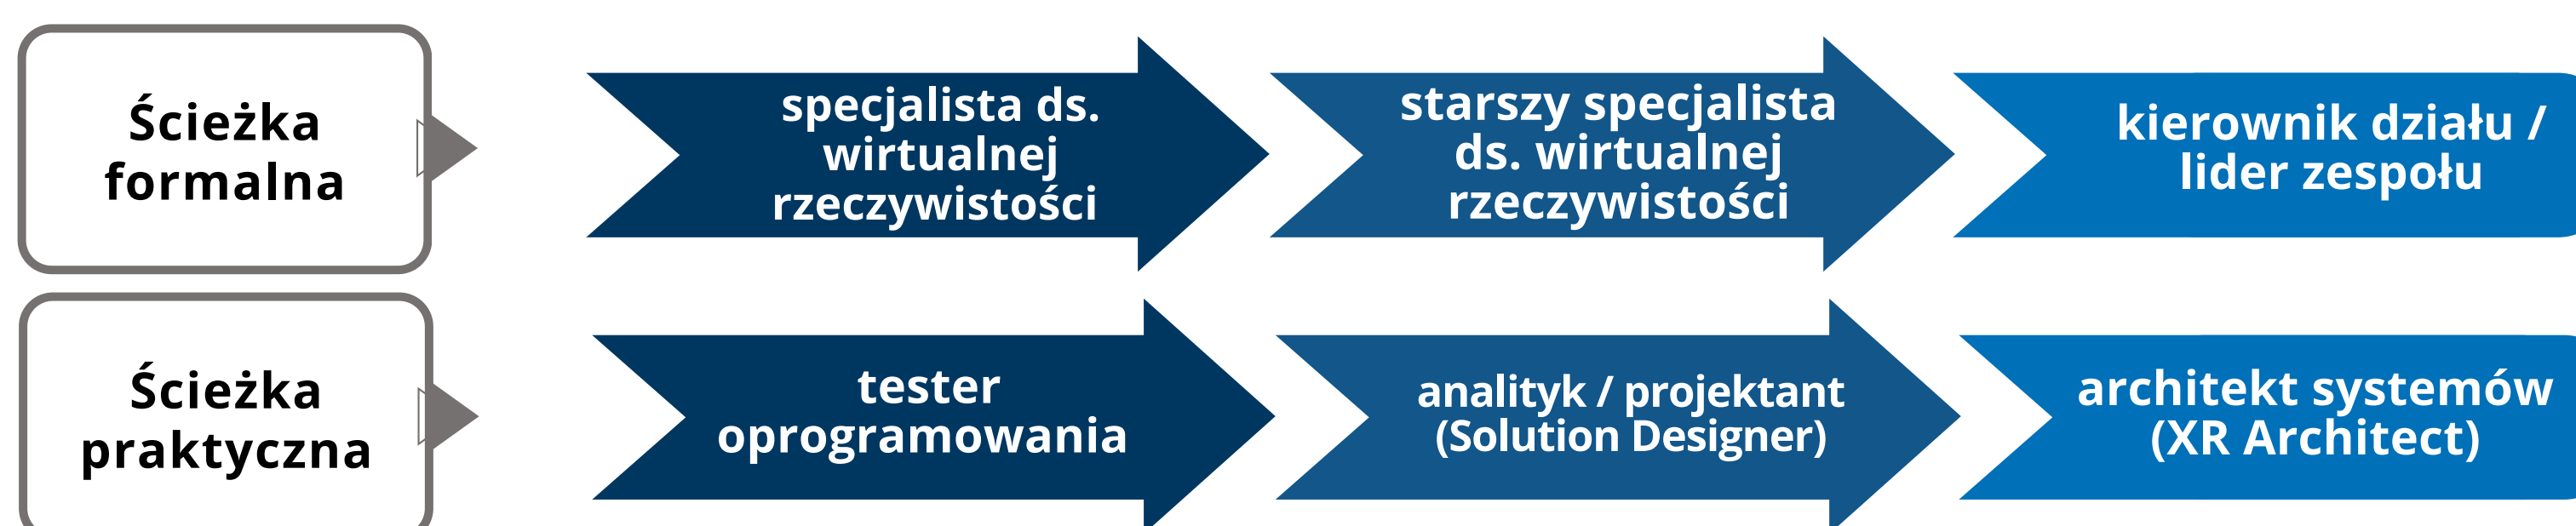 Ścieżka
formalna
specjalista ds.
wirtualnej
rzeczywistości
starszy specjalista
ds. wirtualnej
rzeczywistości
kierownik działu /
lider zespołu
Ścieżka
praktyczna
tester
oprogramowania
analityk / projektant
(Solution Designer)
architekt systemów
(XR Architect)